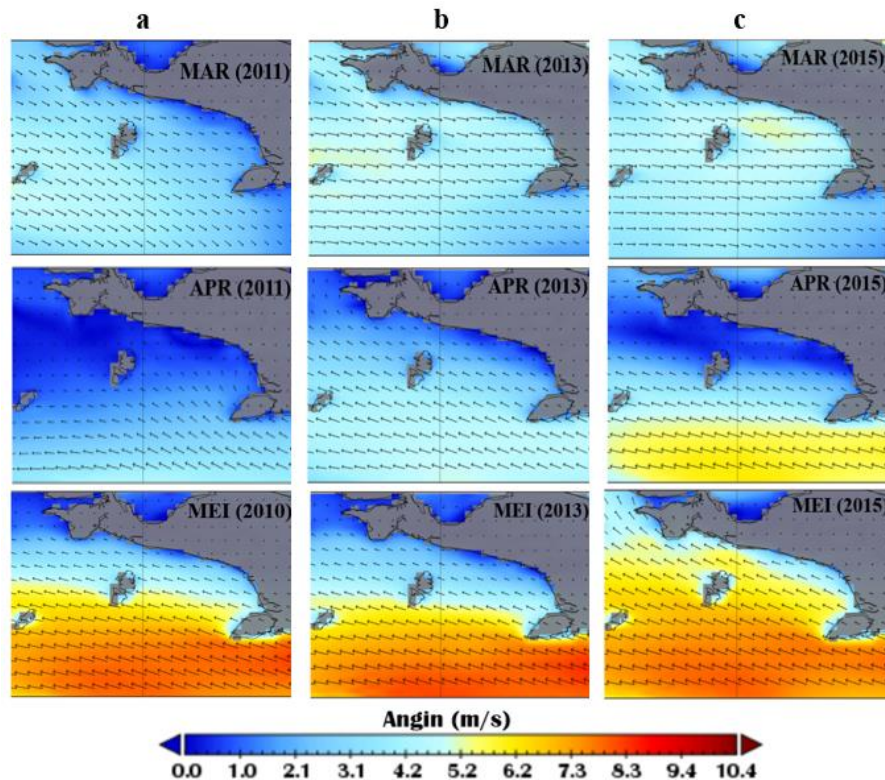 a b c
MAR (2011) MAR (2013) MAR (2015)
APR (2011) APR (2013) APR (2015)
MEI (2010) MEI (2013) MEI (2015)
Angin (m/s)
0.0 1.0 2.1 3.1 4.2 5.2 6.2 7.3 8.3 9.4 10.4